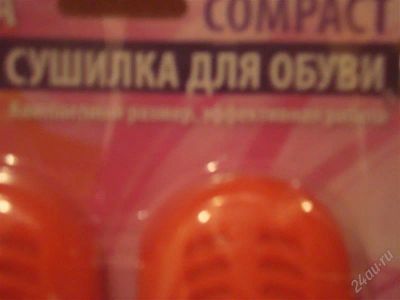 COMPACT
СУШИЛКА ДЛЯ ОБУВИ
Компактный размер, эффективная работа
24au.ru